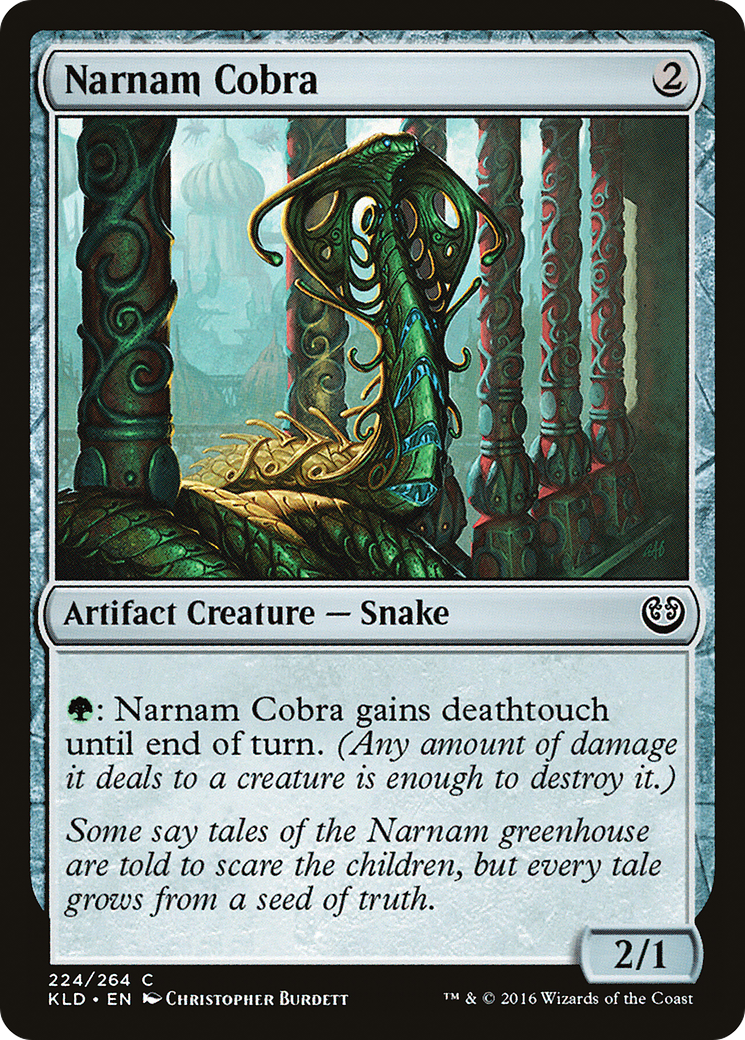 Narnam Cobra 2
Artifact Creature — Snake
: Narnam Cobra gains deathtouch
until end of turn. (Any amount of damage
it deals to a creature is enough to destroy it.)
Some say tales of the Narnam greenhouse
are told to scare the children, but every tale
grows from a seed of truth.
2/1
224/264 C
KLD • EN Christopher Burdett
™ & © 2016 Wizards of the Coast